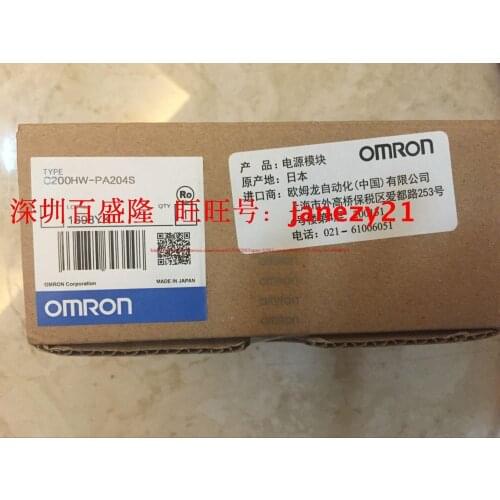 TYPE
C200HW-PA204S
Ro
QTY
MADE IN JAPAN
OMRON Corporation
OMRON
产 品: 电源模块
OMRON
原产地: 日本
进口商: 欧姆龙自动化(中国)有限公司
上海市外高桥保税区爱都路253号
电话: 021-61006051
深圳百盛隆 旺旺号: janezy21